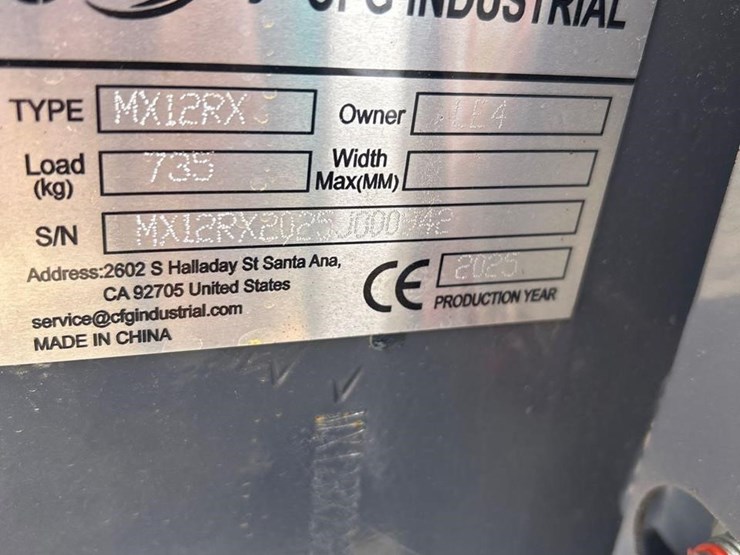 CFG INDUSTRIAL
TYPE MX12RX Owner
Load (kg) 735 Width Max(MM)
S/N MX12RX2025J000942
Address:2602 S Halladay St Santa Ana,
CA 92705 United States
CE 2025
PRODUCTION YEAR
service@cfgindustrial.com
MADE IN CHINA